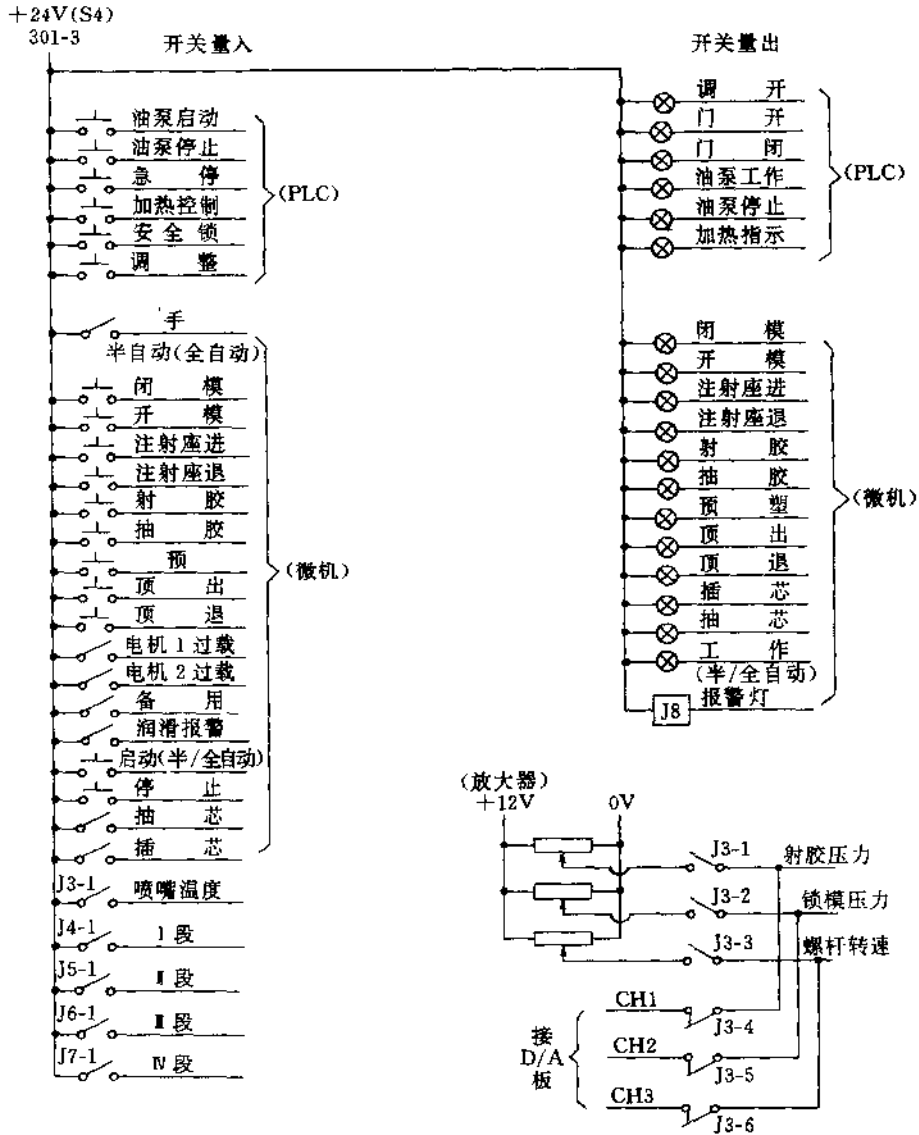 +24V(S4)
301-3
开关量入
油泵启动
油泵停止
急 停
加热控制
安全锁
调 整
(PLC)
手
半自动(全自动)
闭 模
开 模
注射座进
注射座退
射 胶
抽 胶
预
顶 出
顶 退
电机1过载
电机2过载
备 用
润滑报警
启动(半/全自动)
停 止
抽 芯
插 芯
(微机)
J3-1 喷嘴温度
J4-1 Ⅰ段
J5-1 Ⅱ段
J6-1 Ⅲ段
J7-1 Ⅳ段
开关量出
调 开
门 开
门 闭
油泵工作
油泵停止
加热指示
(PLC)
闭 模
开 模
注射座进
注射座退
射 胶
抽 胶
预 塑
顶 出
顶 退
插 芯
抽 芯
工 作
(半/全自动)
J8 报警灯
(微机)
(放大器)
+12V 0V
J3-1 射胶压力
J3-2 锁模压力
J3-3 螺杆转速
接
D/A
板
CH1 J3-4
CH2 J3-5
CH3 J3-6